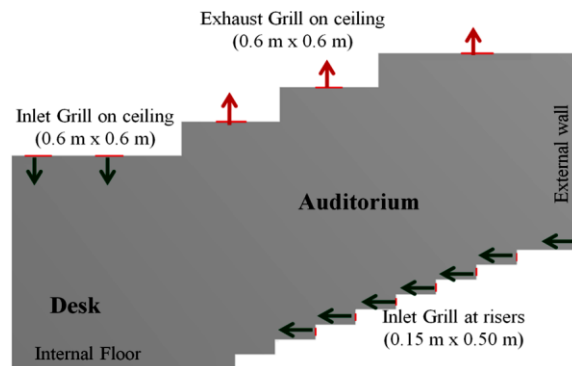 Exhaust Grill on ceiling
(0.6 m x 0.6 m)
Inlet Grill on ceiling
(0.6 m x 0.6 m)
External wall
Auditorium
Desk
Inlet Grill at risers
(0.15 m x 0.50 m)
Internal Floor